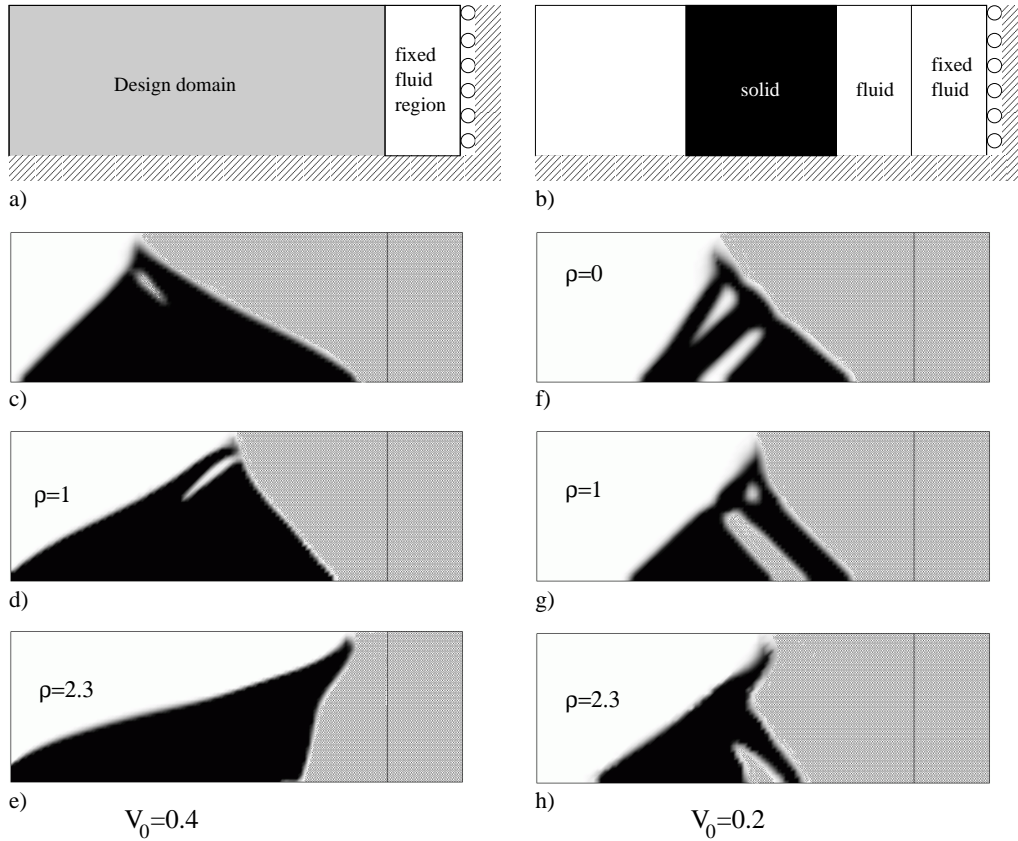 Design domain
fixed
fluid
region
solid
fluid
fixed
fluid
a)
b)
ρ=0
c)
f)
ρ=1
ρ=1
d)
g)
ρ=2.3
ρ=2.3
e)
h)
V₀=0.4
V₀=0.2